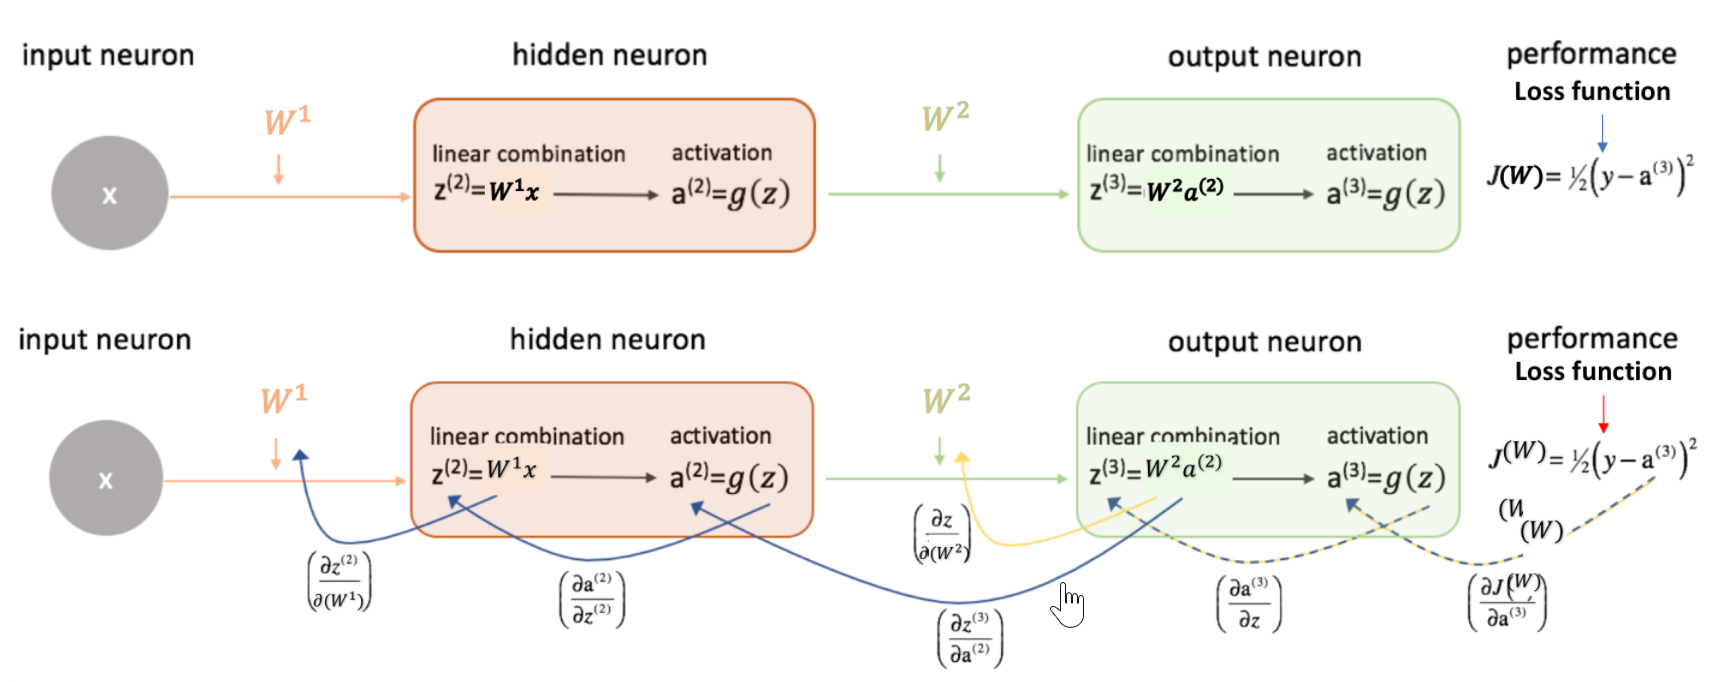 input neuron
hidden neuron
output neuron
performance
Loss function
W¹
W²
linear combination
activation
linear combination
activation
x
z⁽²⁾=W¹x
a⁽²⁾=g(z)
z⁽³⁾=W²a⁽²⁾
a⁽³⁾=g(z)
J(W)=½(y−a⁽³⁾)²
input neuron
hidden neuron
output neuron
performance
Loss function
W¹
W²
linear combination
activation
linear combination
activation
x
z⁽²⁾=W¹x
a⁽²⁾=g(z)
z⁽³⁾=W²a⁽²⁾
a⁽³⁾=g(z)
J(W)=½(y−a⁽³⁾)²
(W)
(∂z⁽²⁾/∂(W¹))
(∂a⁽²⁾/∂z⁽²⁾)
(∂z/∂(W²))
(∂z⁽³⁾/∂a⁽²⁾)
(∂a⁽³⁾/∂z)
(∂J(W)/∂a⁽³⁾)